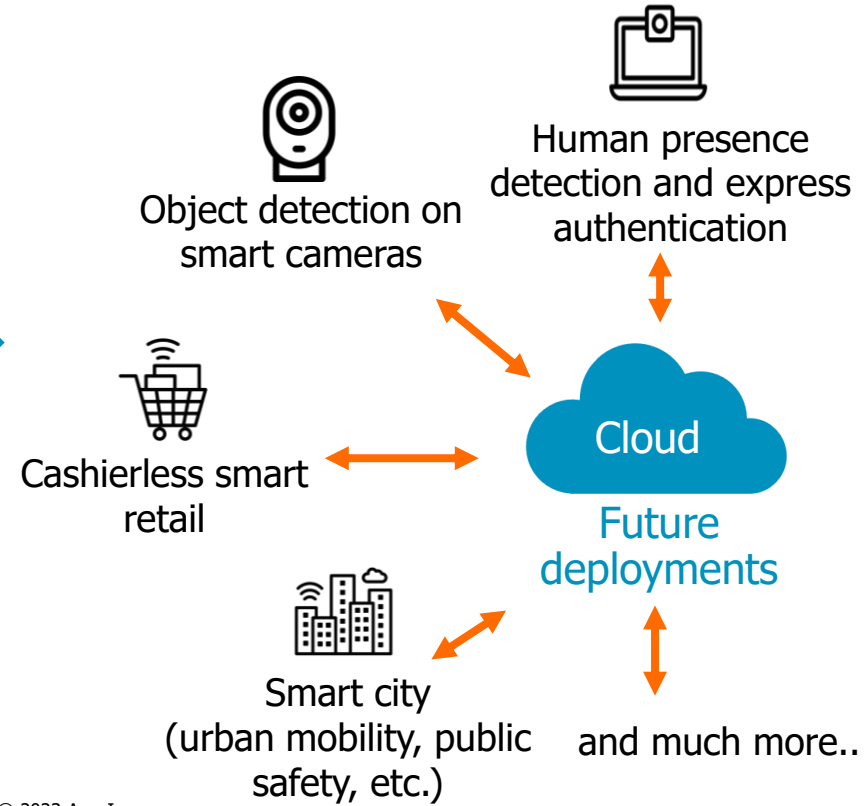 Human presence
detection and express
authentication
Object detection on
smart cameras
Cloud
Cashierless smart
retail
Future
deployments
Smart city
(urban mobility, public
safety, etc.)
and much more..